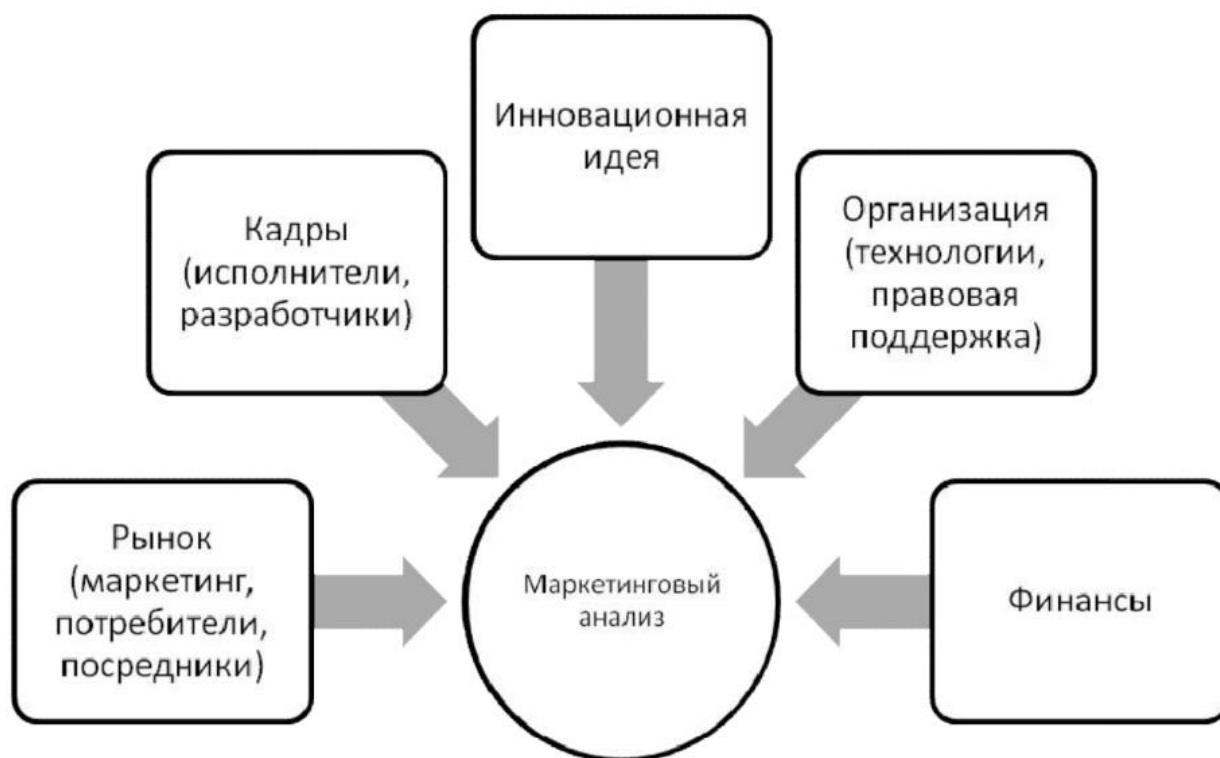 Инновационная
идея
Кадры
(исполнители,
разработчики)
Организация
(технологии,
правовая
поддержка)
Рынок
(маркетинг,
потребители,
посредники)
Маркетинговый
анализ
Финансы